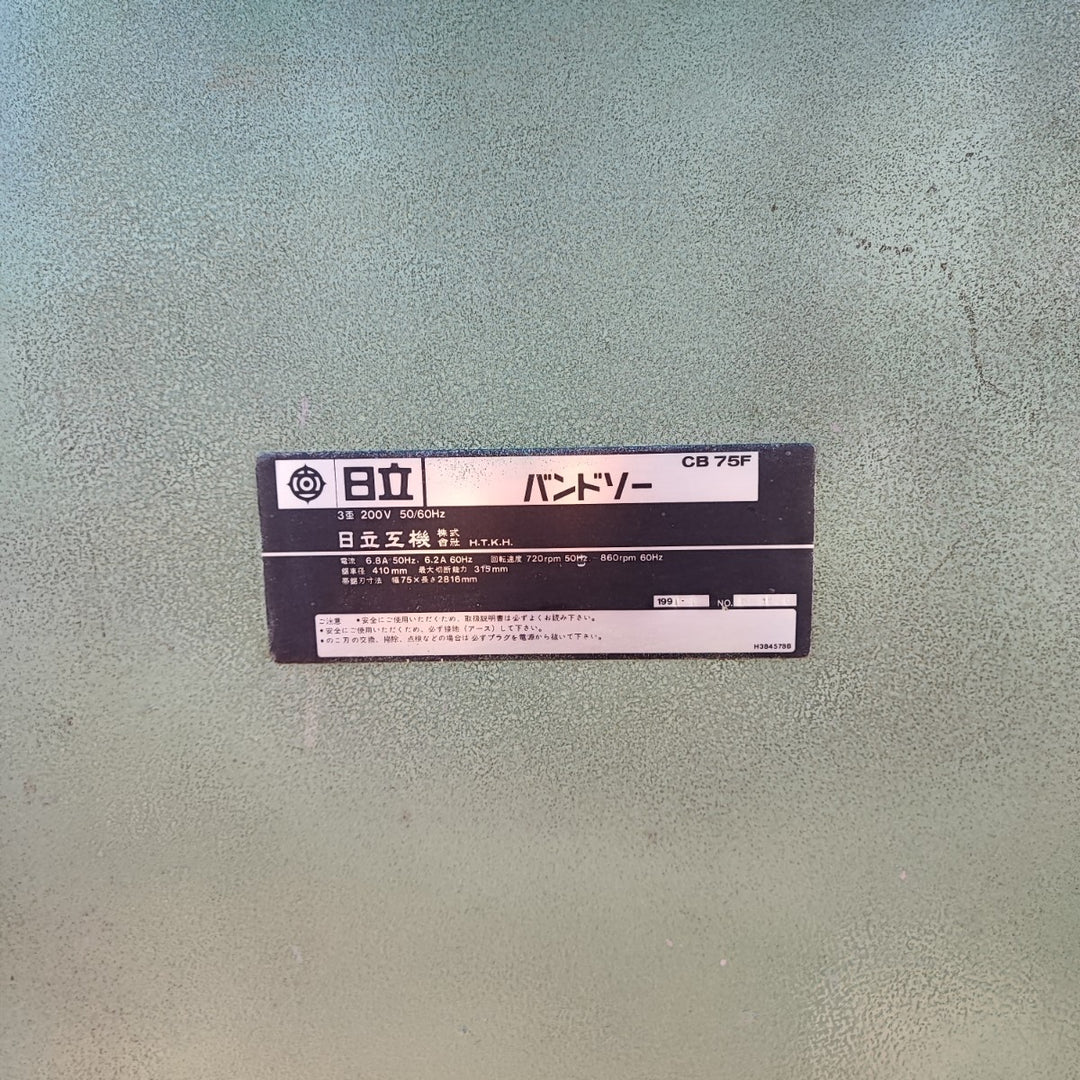 日立 バンドソー CB 75F
3相 200V 50/60Hz
日立工機 株式会社 H.T.K.H.
電流 6.8A 50Hz, 6.2A 60Hz 回転速度 720rpm 50Hz 860rpm 60Hz
鋸車径 410mm 最大切断能力 315mm
帯鋸刃寸法 幅75×長さ2816mm
199 NO.
ご注意 •安全にご使用いただくため、取扱説明書は必ずよくお読み下さい。
•安全にご使用いただくため、必ず接地（アース）して下さい。
•のこ刃の交換、掃除、点検などの場合は必ずプラグを電源から抜いて下さい。
H384578B